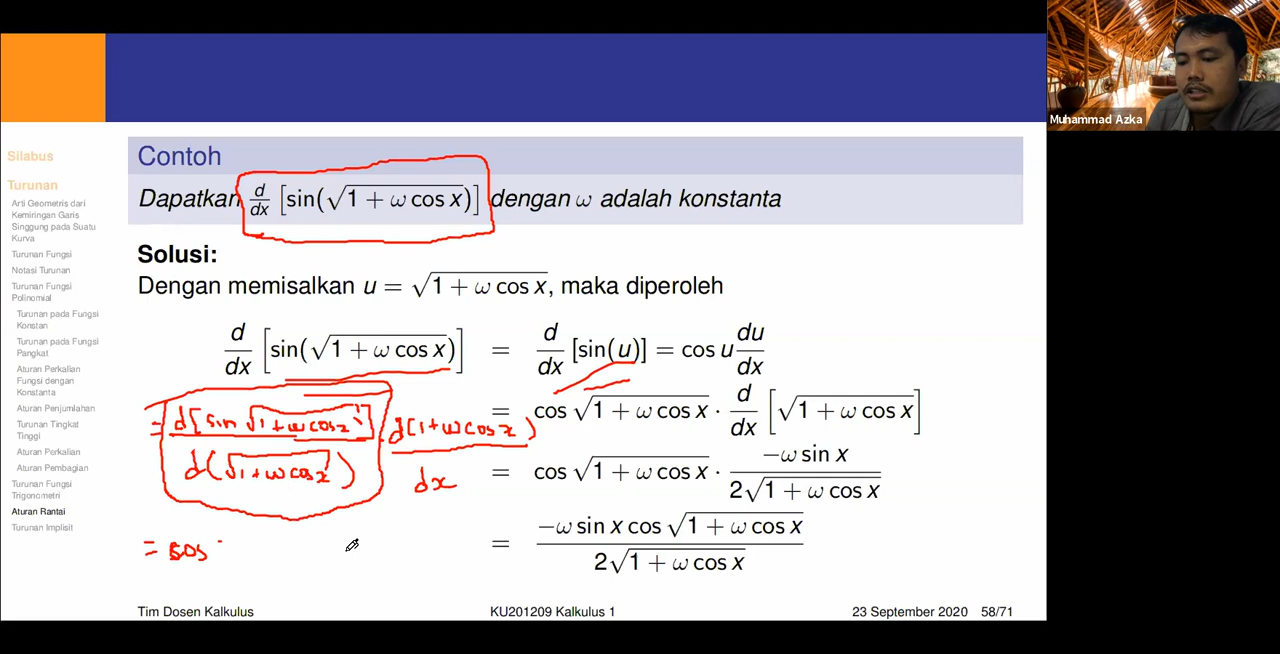 Muhammad Azka
Silabus
Turunan
Arti Geometris dari
Kemiringan Garis
Singgung pada Suatu
Kurva
Turunan Fungsi
Notasi Turunan
Turunan Fungsi
Polinomial
Turunan pada Fungsi
Konstan
Turunan pada Fungsi
Pangkat
Aturan Perkalian
Fungsi dengan
Konstanta
Aturan Penjumlahan
Turunan Tingkat
Tinggi
Aturan Perkalian
Aturan Pembagian
Turunan Fungsi
Trigonometri
Aturan Rantai
Turunan Implisit
Contoh
Dapatkan d/dx [sin(√(1 + ω cos x))] dengan ω adalah konstanta
Solusi:
Dengan memisalkan u = √(1 + ω cos x), maka diperoleh
d/dx [sin(√(1 + ω cos x))] = d/dx [sin(u)] = cos u du/dx
= cos √(1 + ω cos x) · d/dx [√(1 + ω cos x)]
= cos √(1 + ω cos x) · (−ω sin x)/(2√(1 + ω cos x))
= (−ω sin x cos √(1 + ω cos x))/(2√(1 + ω cos x))
= d[sin √(1+ω cos x)]/d(√(1+ω cos x)) · d(1+ω cos x)/dx
= cos
Tim Dosen Kalkulus
KU201209 Kalkulus 1
23 September 2020 58/71